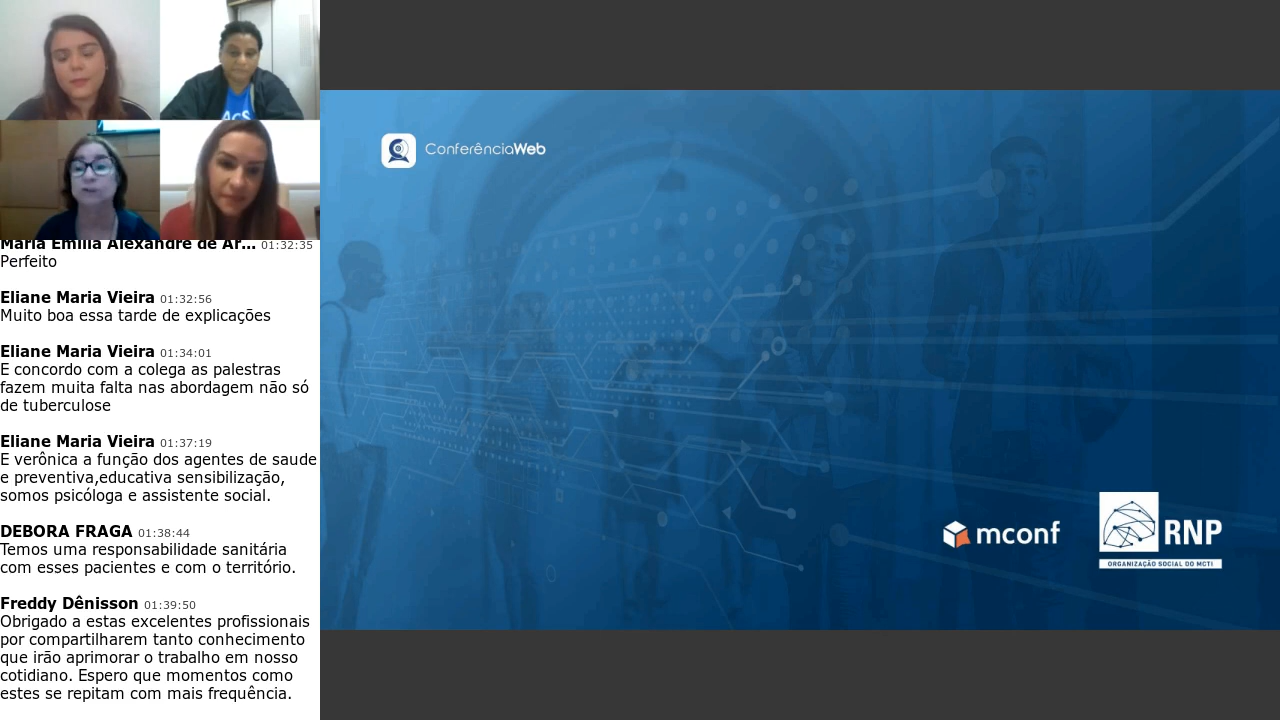 ACS
Maria Emilia Alexandre de Ar... 01:32:35
Perfeito
Eliane Maria Vieira 01:32:56
Muito boa essa tarde de explicações
Eliane Maria Vieira 01:34:01
E concordo com a colega as palestras
fazem muita falta nas abordagem não só
de tuberculose
Eliane Maria Vieira 01:37:19
E verônica a função dos agentes de saude
e preventiva,educativa sensibilização,
somos psicóloga e assistente social.
DEBORA FRAGA 01:38:44
Temos uma responsabilidade sanitária
com esses pacientes e com o território.
Freddy Dênisson 01:39:50
Obrigado a estas excelentes profissionais
por compartilharem tanto conhecimento
que irão aprimorar o trabalho em nosso
cotidiano. Espero que momentos como
estes se repitam com mais frequência.
ConferênciaWeb
mconf
RNP
ORGANIZAÇÃO SOCIAL DO MCTI